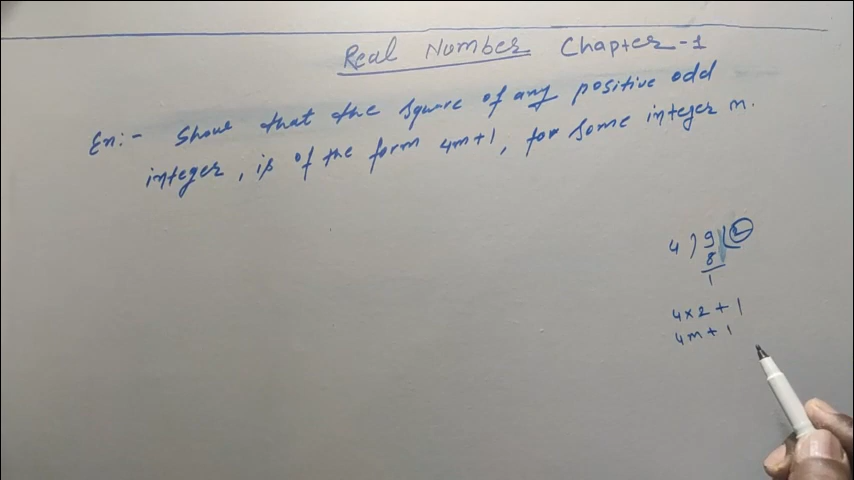 Real Number Chapter-1
Ex:- Show that the square of any positive odd
integer, is of the form 4m+1, for some integer m.
4 ) 9 ( 2
8
1
4×2 + 1
4m + 1